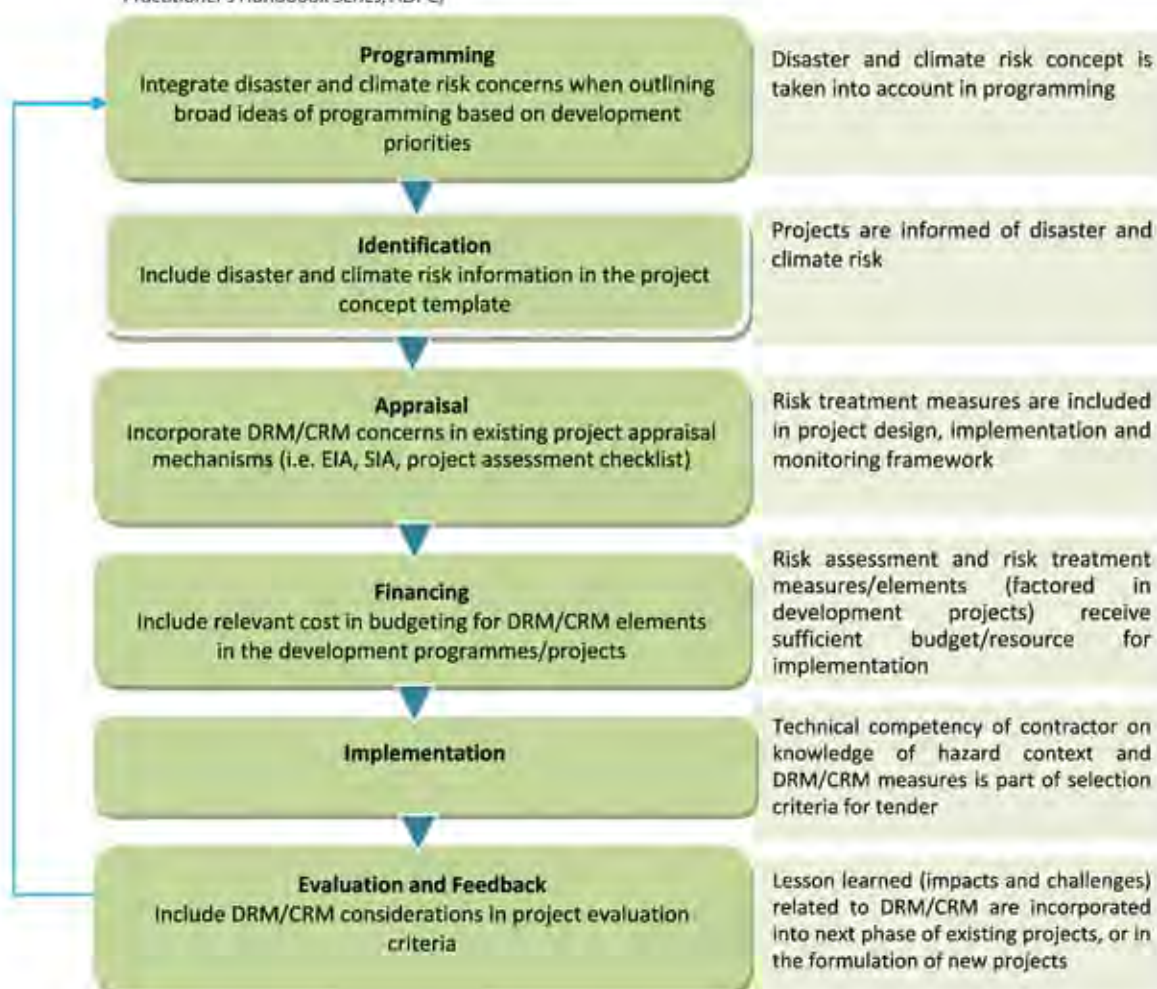 Programming
Integrate disaster and climate risk concerns when outlining
broad ideas of programming based on development
priorities
Disaster and climate risk concept is
taken into account in programming
Identification
Include disaster and climate risk information in the project
concept template
Projects are informed of disaster and
climate risk
Appraisal
Incorporate DRM/CRM concerns in existing project appraisal
mechanisms (i.e. EIA, SIA, project assessment checklist)
Risk treatment measures are included
in project design, implementation and
monitoring framework
Financing
Include relevant cost in budgeting for DRM/CRM elements
in the development programmes/projects
Risk assessment and risk treatment
measures/elements (factored in
development projects) receive
sufficient budget/resource for
implementation
Implementation
Technical competency of contractor on
knowledge of hazard context and
DRM/CRM measures is part of selection
criteria for tender
Evaluation and Feedback
Include DRM/CRM considerations in project evaluation
criteria
Lesson learned (impacts and challenges)
related to DRM/CRM are incorporated
into next phase of existing projects, or in
the formulation of new projects